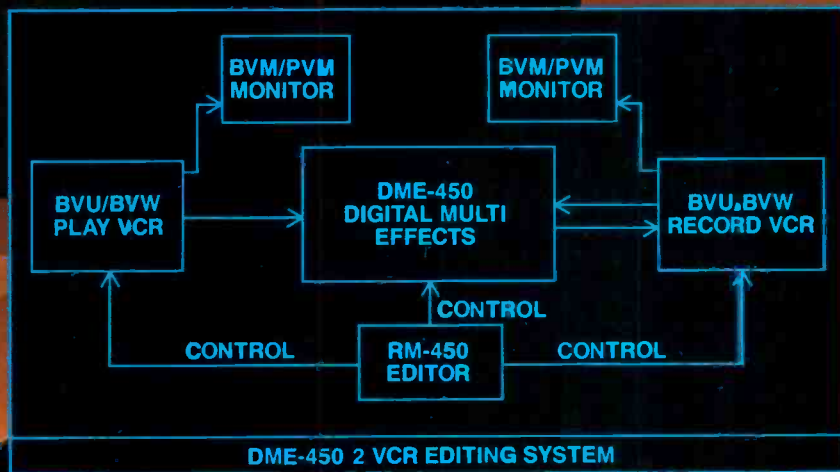 BVM/PVM
MONITOR
BVM/PVM
MONITOR
BVU/BVW
PLAY VCR
DME-450
DIGITAL MULTI
EFFECTS
BVU/BVW
RECORD VCR
CONTROL
CONTROL
RM-450
EDITOR
CONTROL
DME-450 2 VCR EDITING SYSTEM